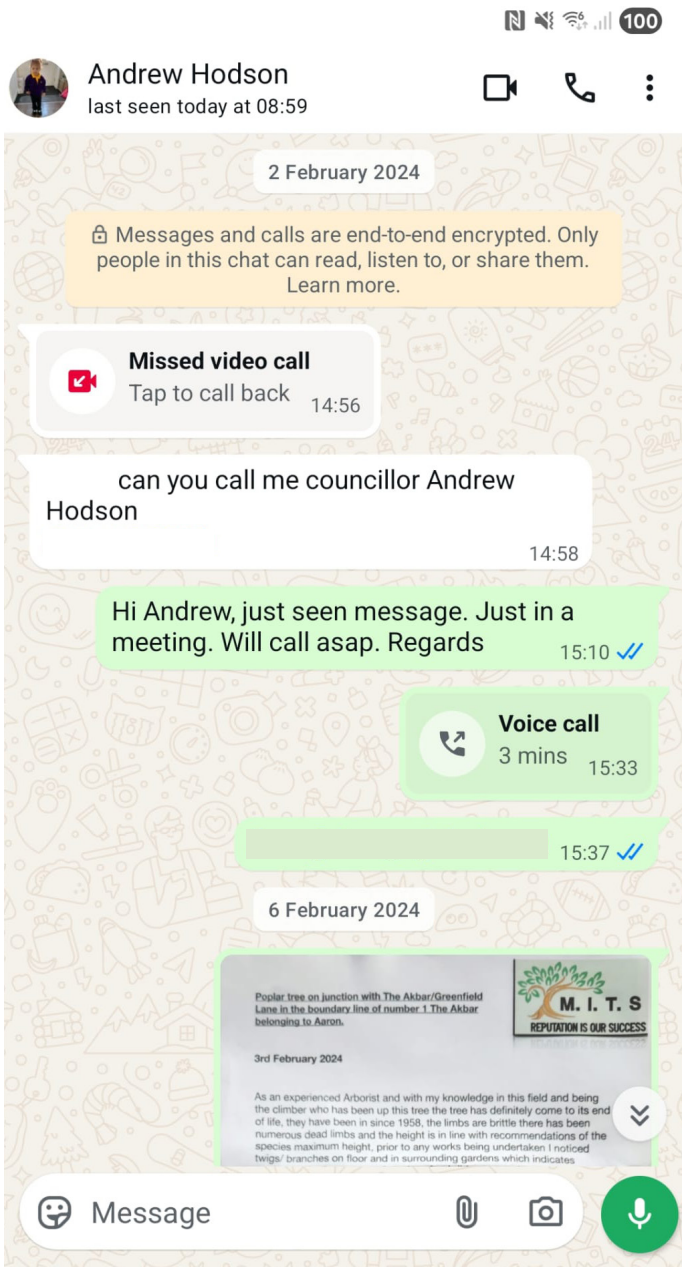 100
Andrew Hodson
last seen today at 08:59
2 February 2024
Messages and calls are end-to-end encrypted. Only
people in this chat can read, listen to, or share them.
Learn more.
Missed video call
Tap to call back 14:56
can you call me councillor Andrew
Hodson
14:58
Hi Andrew, just seen message. Just in a
meeting. Will call asap. Regards 15:10
Voice call
3 mins 15:33
15:37
6 February 2024
Poplar tree on junction with The Akbar/Greenfield
Lane in the boundary line of number 1 The Akbar
belonging to Aaron.
M. I. T. S
REPUTATION IS OUR SUCCESS
3rd February 2024
As an experienced Arborist and with my knowledge in this field and being
the climber who has been up this tree the tree has definitely come to its end
of life, they have been in since 1958, the limbs are brittle there has been
numerous dead limbs and the height is in line with recommendations of the
species maximum height, prior to any works being undertaken I noticed
twigs/ branches on floor and in surrounding gardens which indicates
Message